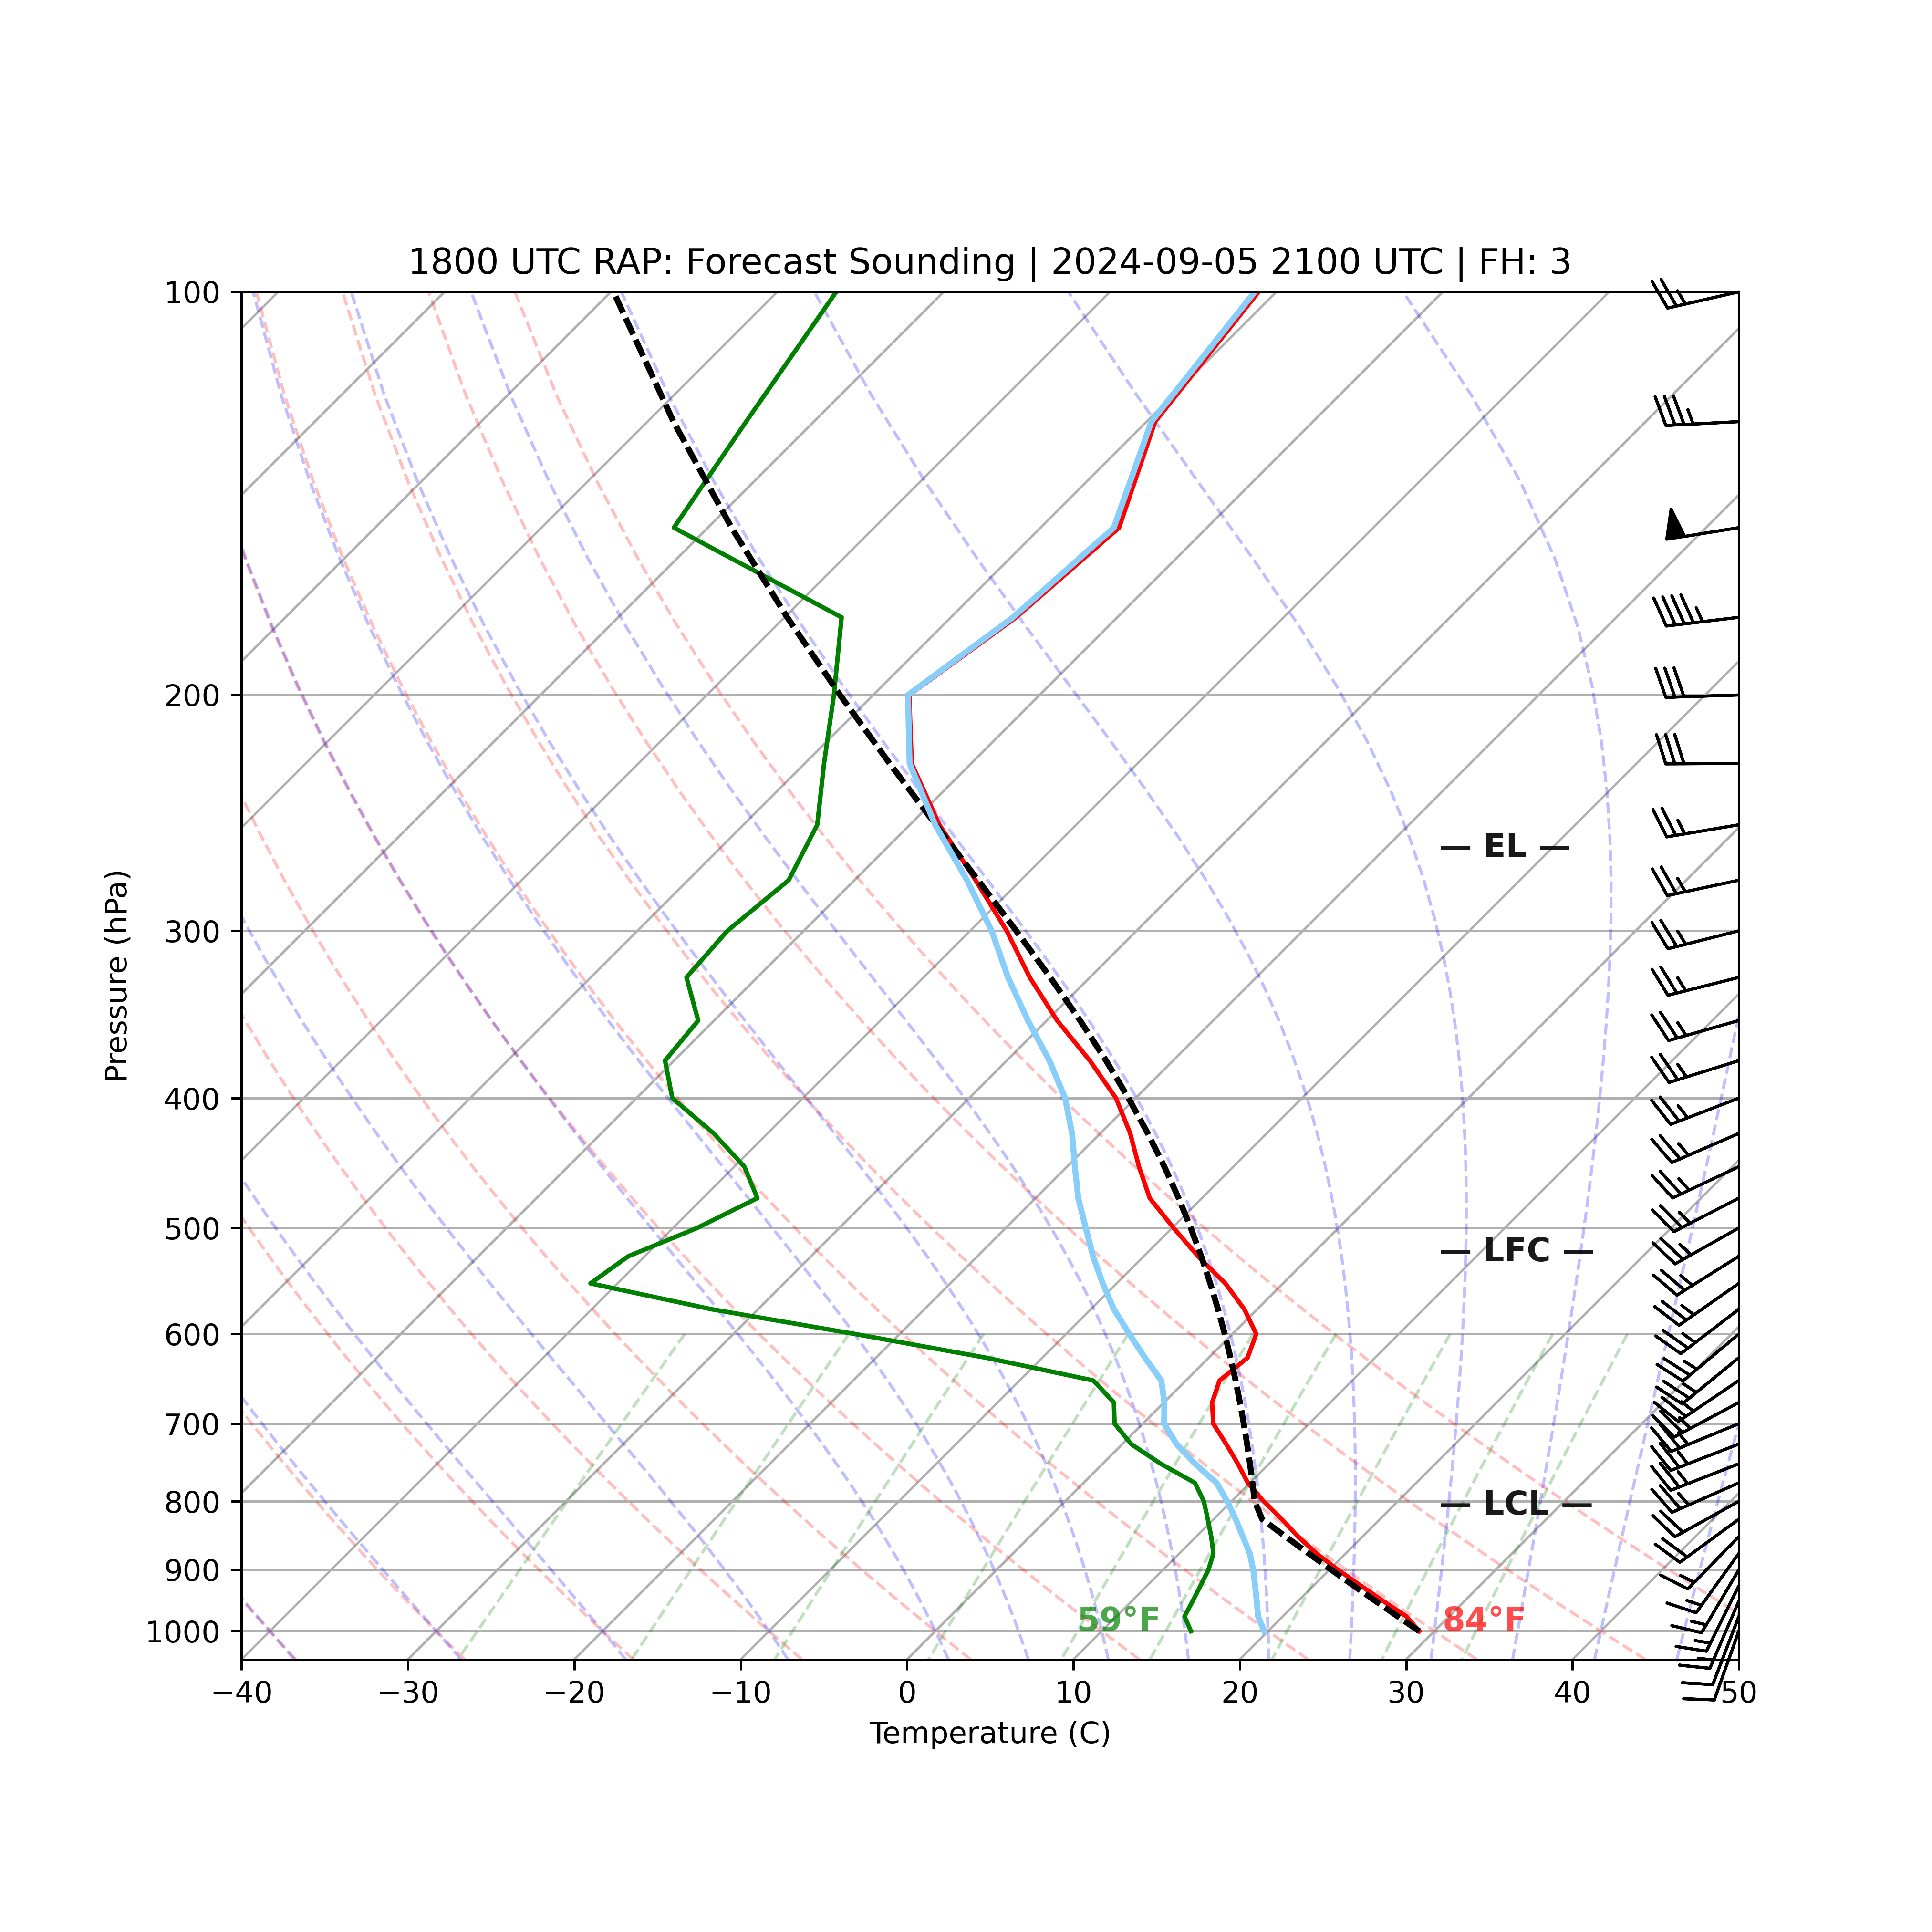 1800 UTC RAP: Forecast Sounding | 2024-09-05 2100 UTC | FH: 3
100
200
300
400
500
600
700
800
900
1000
Pressure (hPa)
— EL —
— LFC —
— LCL —
59°F
84°F
−40 −30 −20 −10 0 10 20 30 40 50
Temperature (C)